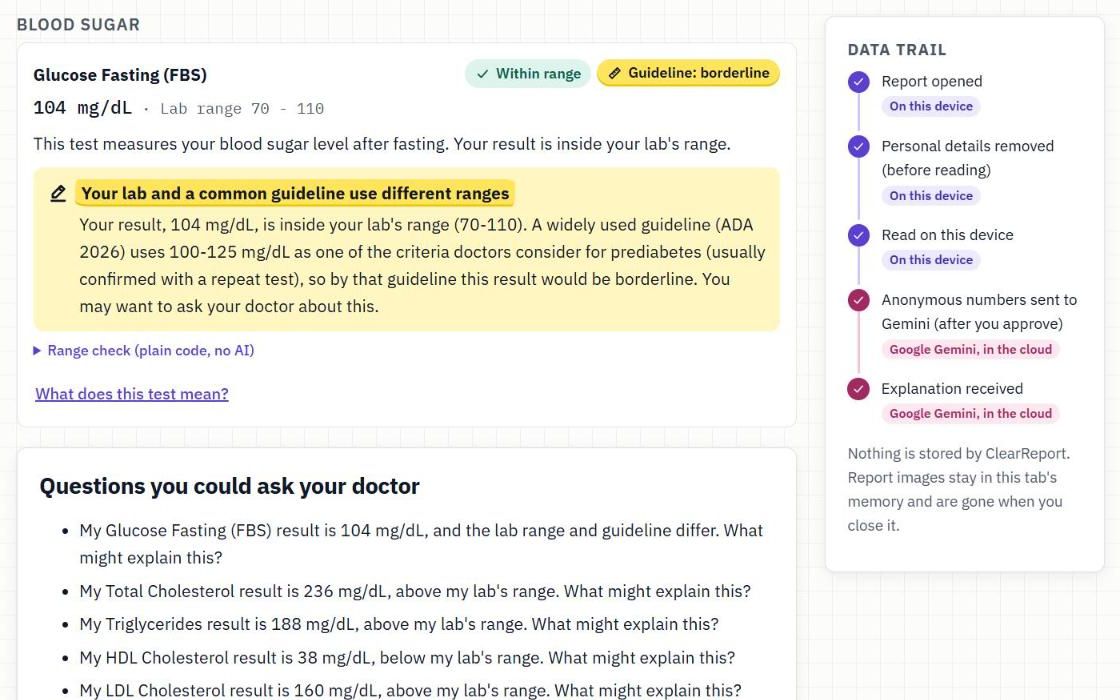 BLOOD SUGAR
Glucose Fasting (FBS)
Within range
Guideline: borderline
104 mg/dL · Lab range 70 - 110
This test measures your blood sugar level after fasting. Your result is inside your lab's range.
Your lab and a common guideline use different ranges
Your result, 104 mg/dL, is inside your lab's range (70-110). A widely used guideline (ADA
2026) uses 100-125 mg/dL as one of the criteria doctors consider for prediabetes (usually
confirmed with a repeat test), so by that guideline this result would be borderline. You
may want to ask your doctor about this.
Range check (plain code, no AI)
What does this test mean?
Questions you could ask your doctor
• My Glucose Fasting (FBS) result is 104 mg/dL, and the lab range and guideline differ. What
might explain this?
• My Total Cholesterol result is 236 mg/dL, above my lab's range. What might explain this?
• My Triglycerides result is 188 mg/dL, above my lab's range. What might explain this?
• My HDL Cholesterol result is 38 mg/dL, below my lab's range. What might explain this?
• My LDL Cholesterol result is 160 mg/dL, above my lab's range. What might explain this?
DATA TRAIL
Report opened
On this device
Personal details removed
(before reading)
On this device
Read on this device
On this device
Anonymous numbers sent to
Gemini (after you approve)
Google Gemini, in the cloud
Explanation received
Google Gemini, in the cloud
Nothing is stored by ClearReport.
Report images stay in this tab's
memory and are gone when you
close it.